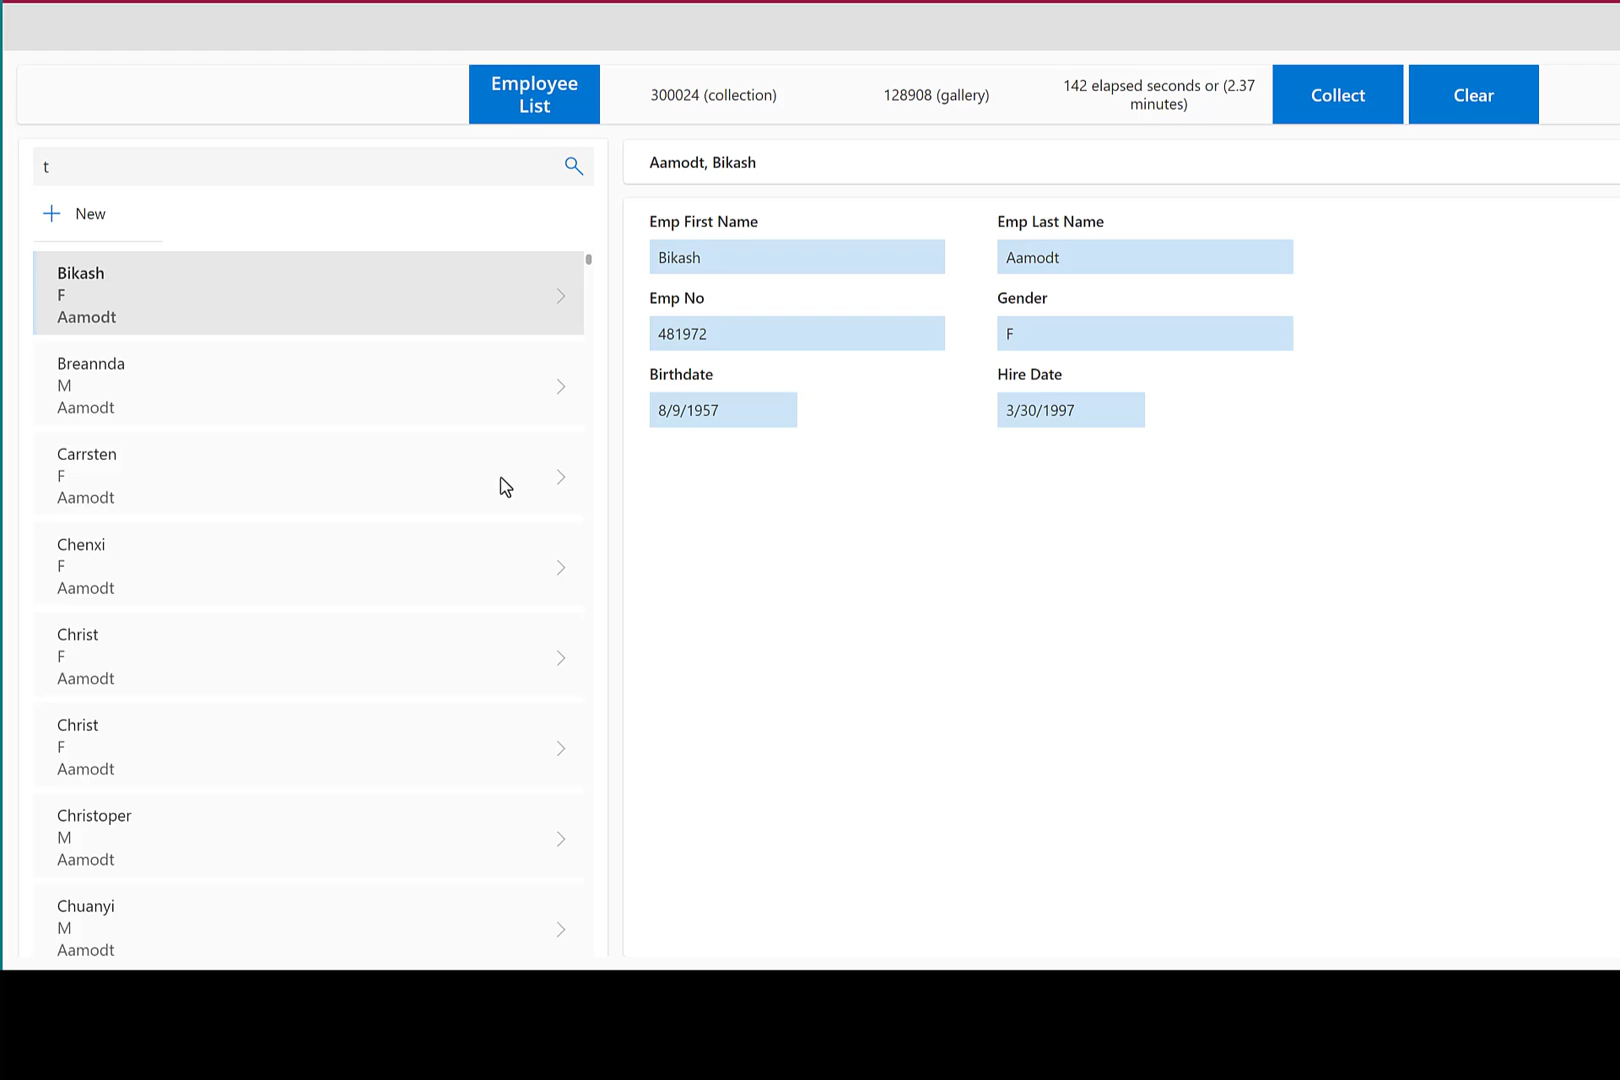 Employee
List
300024 (collection)
128908 (gallery)
142 elapsed seconds or (2.37
minutes)
Collect
Clear
t
New
Bikash
F
Aamodt
Breannda
M
Aamodt
Carrsten
F
Aamodt
Chenxi
F
Aamodt
Christ
F
Aamodt
Christ
F
Aamodt
Christoper
M
Aamodt
Chuanyi
M
Aamodt
Aamodt, Bikash
Emp First Name
Emp Last Name
Bikash
Aamodt
Emp No
Gender
481972
F
Birthdate
Hire Date
8/9/1957
3/30/1997